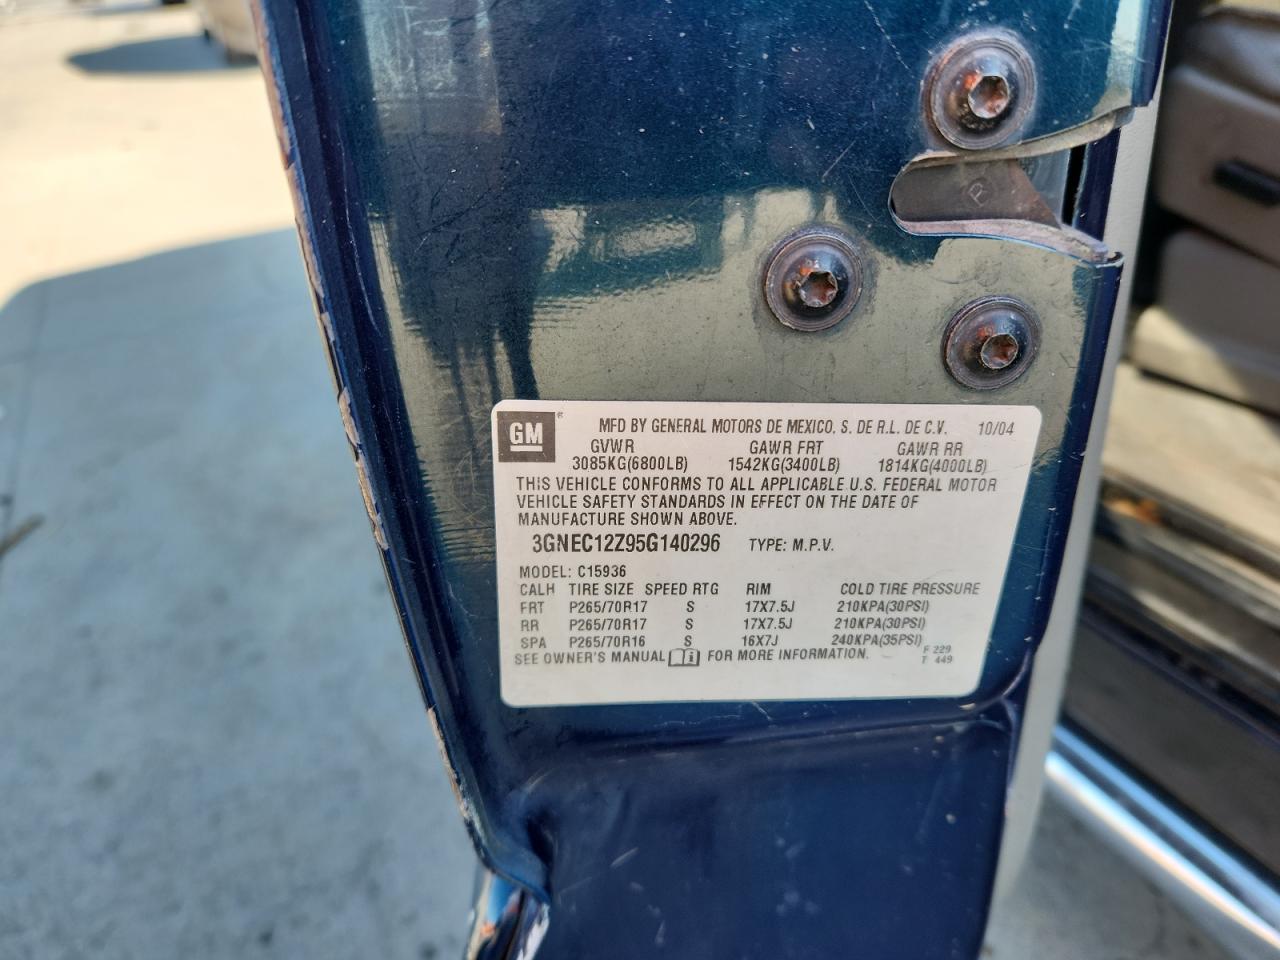 P
GM ® MFD BY GENERAL MOTORS DE MEXICO, S. DE R.L. DE C.V. 10/04
GVWR GAWR FRT GAWR RR
3085KG(6800LB) 1542KG(3400LB) 1814KG(4000LB)
THIS VEHICLE CONFORMS TO ALL APPLICABLE U.S. FEDERAL MOTOR
VEHICLE SAFETY STANDARDS IN EFFECT ON THE DATE OF
MANUFACTURE SHOWN ABOVE.
3GNEC12Z95G140296 TYPE: M.P.V.
MODEL: C15936
CALH TIRE SIZE SPEED RTG RIM COLD TIRE PRESSURE
FRT P265/70R17 S 17X7.5J 210KPA(30PSI)
RR P265/70R17 S 17X7.5J 210KPA(30PSI)
SPA P265/70R16 S 16X7J 240KPA(35PSI)
SEE OWNER'S MANUAL FOR MORE INFORMATION. F 229
T 449